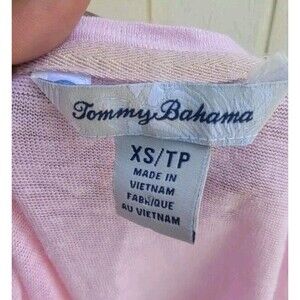 Tommy Bahama
XS/TP
MADE IN
VIETNAM
FABRIQUE
AU VIETNAM